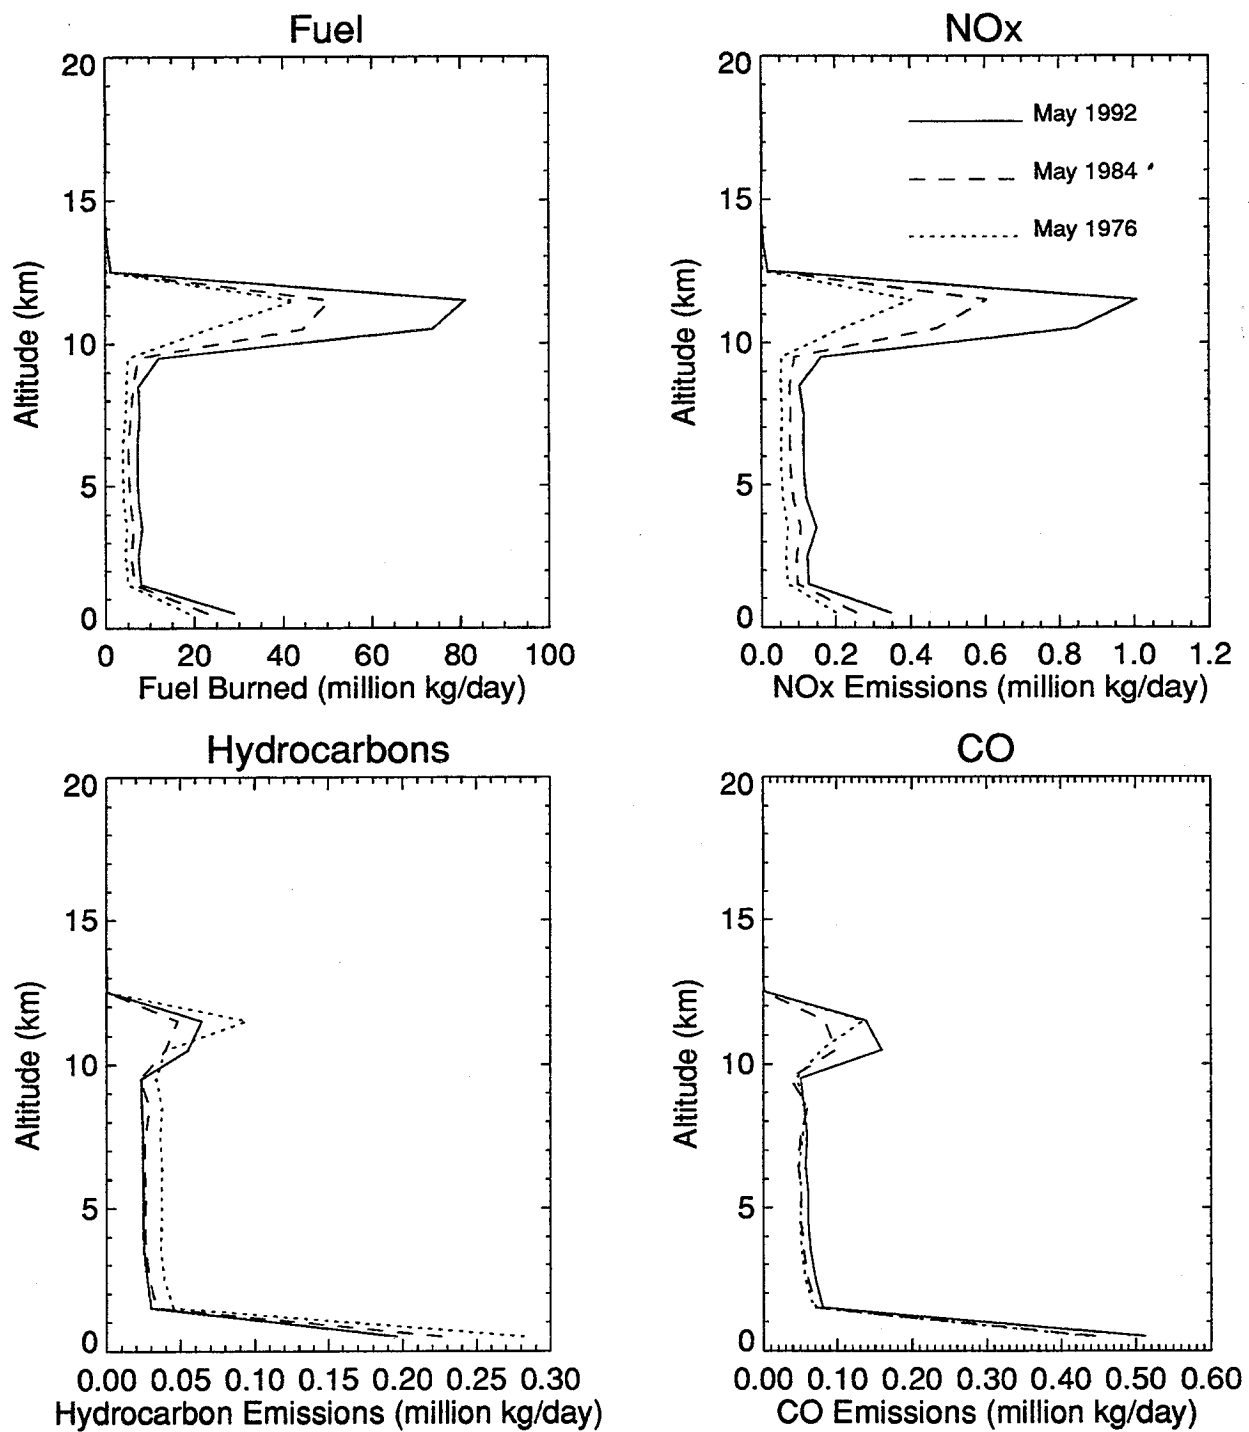 Fuel
20
15
10
5
0
Altitude (km)
0 20 40 60 80 100
Fuel Burned (million kg/day)
NOx
May 1992
May 1984
May 1976
20
15
10
5
0
Altitude (km)
0.0 0.2 0.4 0.6 0.8 1.0 1.2
NOx Emissions (million kg/day)
Hydrocarbons
20
15
10
5
0
Altitude (km)
0.00 0.05 0.10 0.15 0.20 0.25 0.30
Hydrocarbon Emissions (million kg/day)
CO
20
15
10
5
0
Altitude (km)
0.00 0.10 0.20 0.30 0.40 0.50 0.60
CO Emissions (million kg/day)